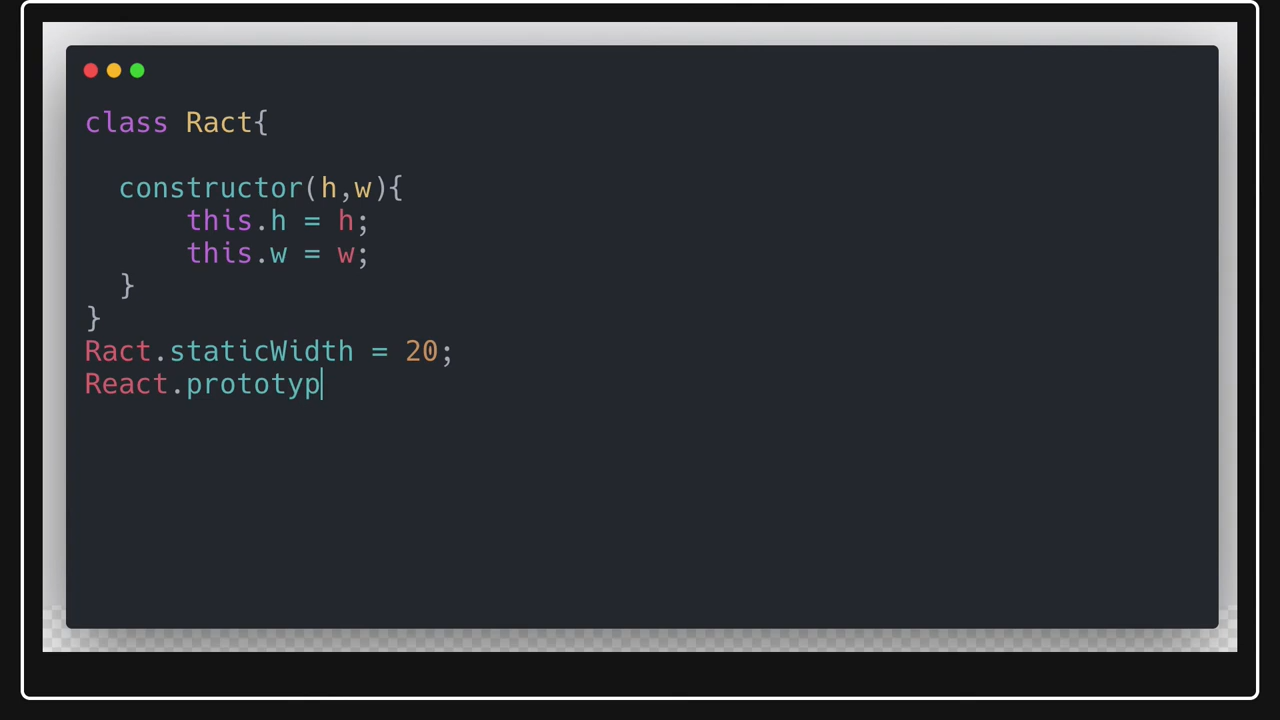 class Ract{
constructor(h,w){
this.h = h;
this.w = w;
}
}
Ract.staticWidth = 20;
React.prototyp